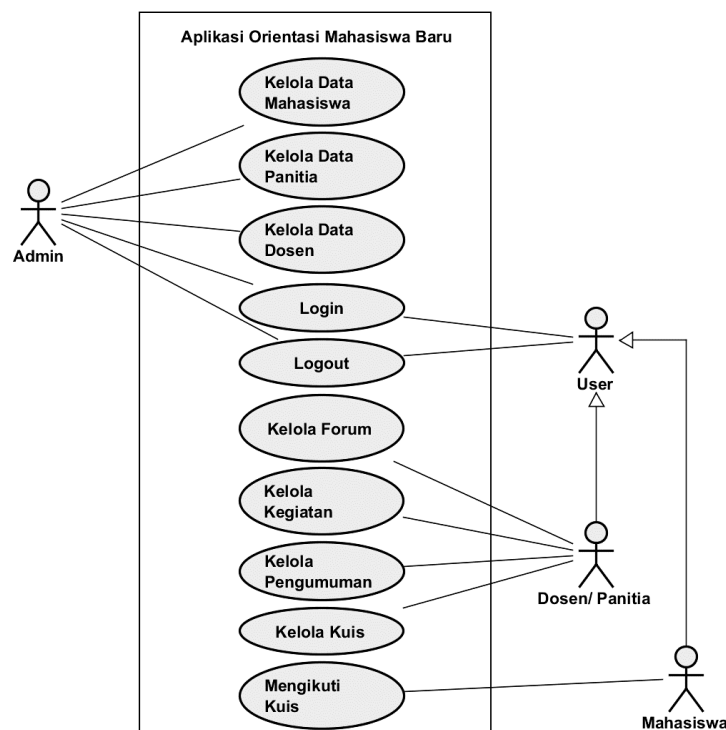 Aplikasi Orientasi Mahasiswa Baru
Kelola Data
Mahasiswa
Kelola Data
Panitia
Kelola Data
Dosen
Admin
Login
Logout
User
Kelola Forum
Kelola
Kegiatan
Kelola
Pengumuman
Dosen/ Panitia
Kelola Kuis
Mengikuti
Kuis
Mahasiswa